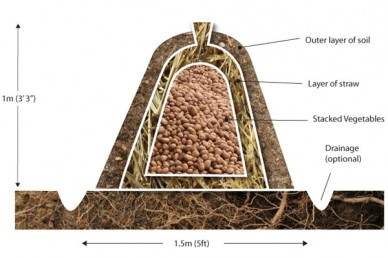 Outer layer of soil
Layer of straw
1m (3' 3")
Stacked Vegetables
Drainage
(optional)
1.5m (5ft)